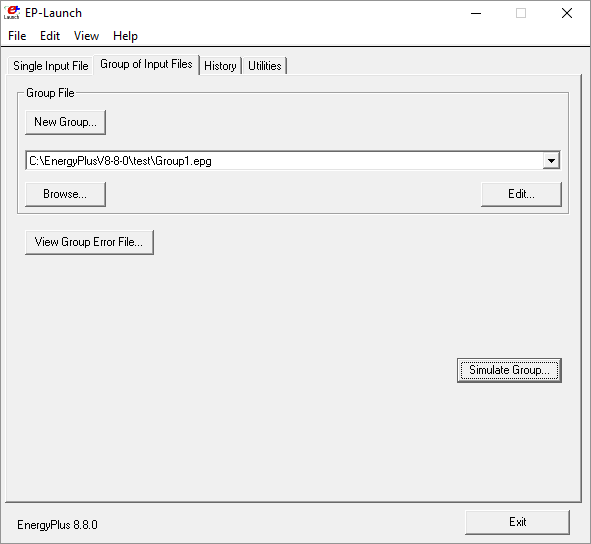 EP-Launch
Launch
File Edit View Help
Single Input File Group of Input Files History Utilities
Group File
New Group...
C:\EnergyPlusV8-8-0\test\Group1.epg
Browse... Edit...
View Group Error File...
Simulate Group...
EnergyPlus 8.8.0 Exit